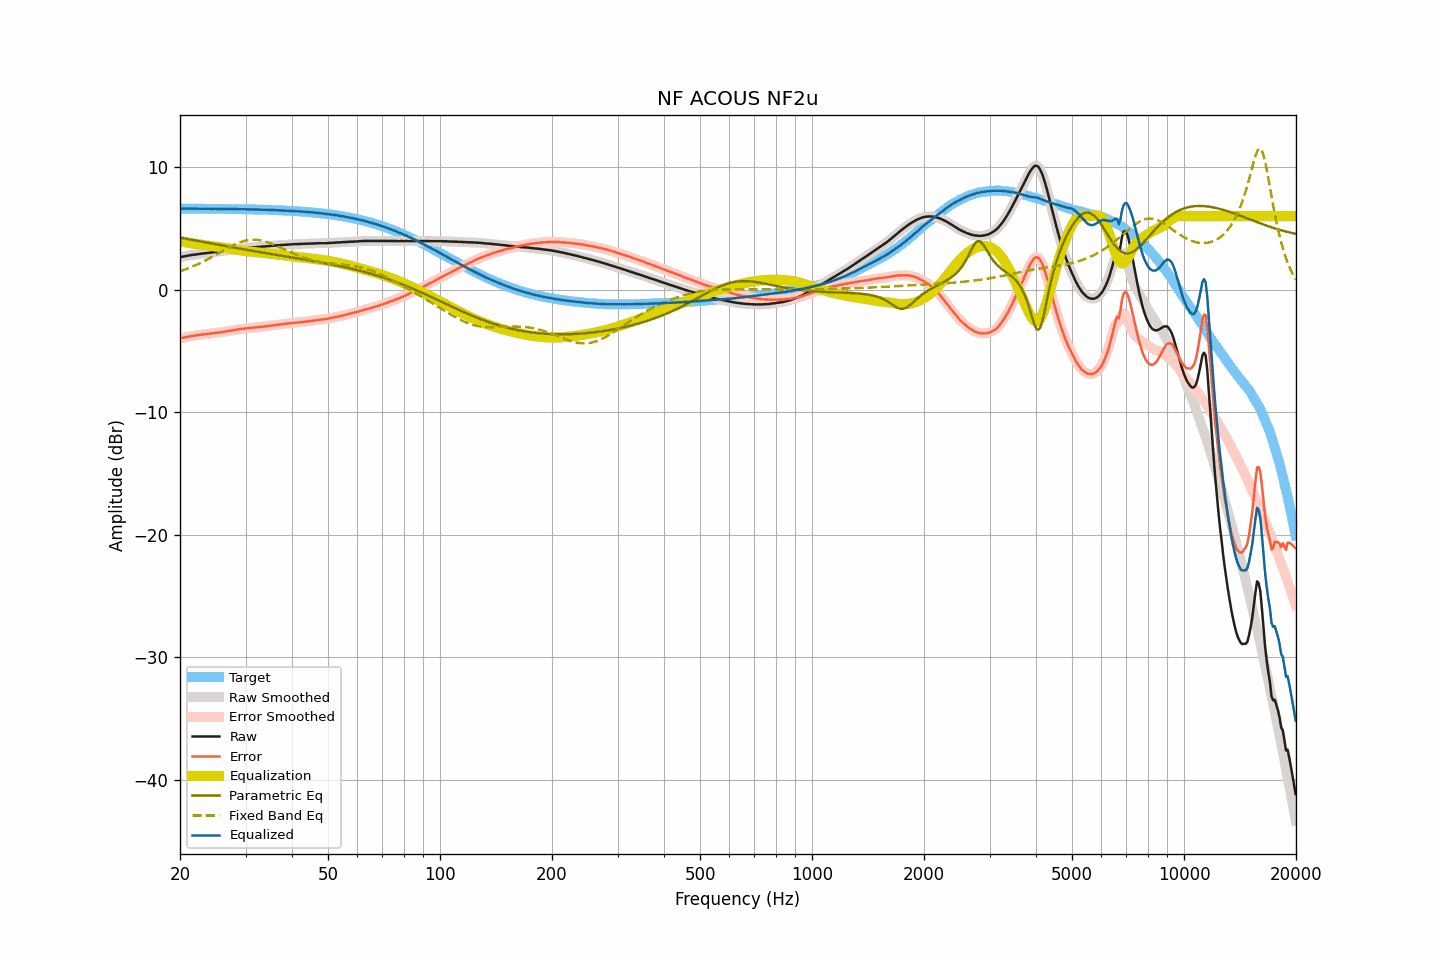 NF ACOUS NF2u
Amplitude (dBr)
10
0
−10
−20
−30
−40
Target
Raw Smoothed
Error Smoothed
Raw
Error
Equalization
Parametric Eq
Fixed Band Eq
Equalized
20 50 100 200 500 1000 2000 5000 10000 20000
Frequency (Hz)